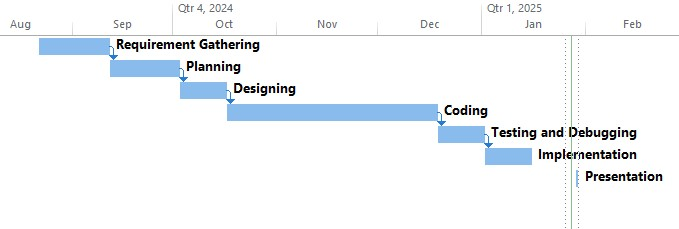 Qtr 4, 2024 Qtr 1, 2025
Aug Sep Oct Nov Dec Jan Feb
Requirement Gathering
Planning
Designing
Coding
Testing and Debugging
Implementation
Presentation